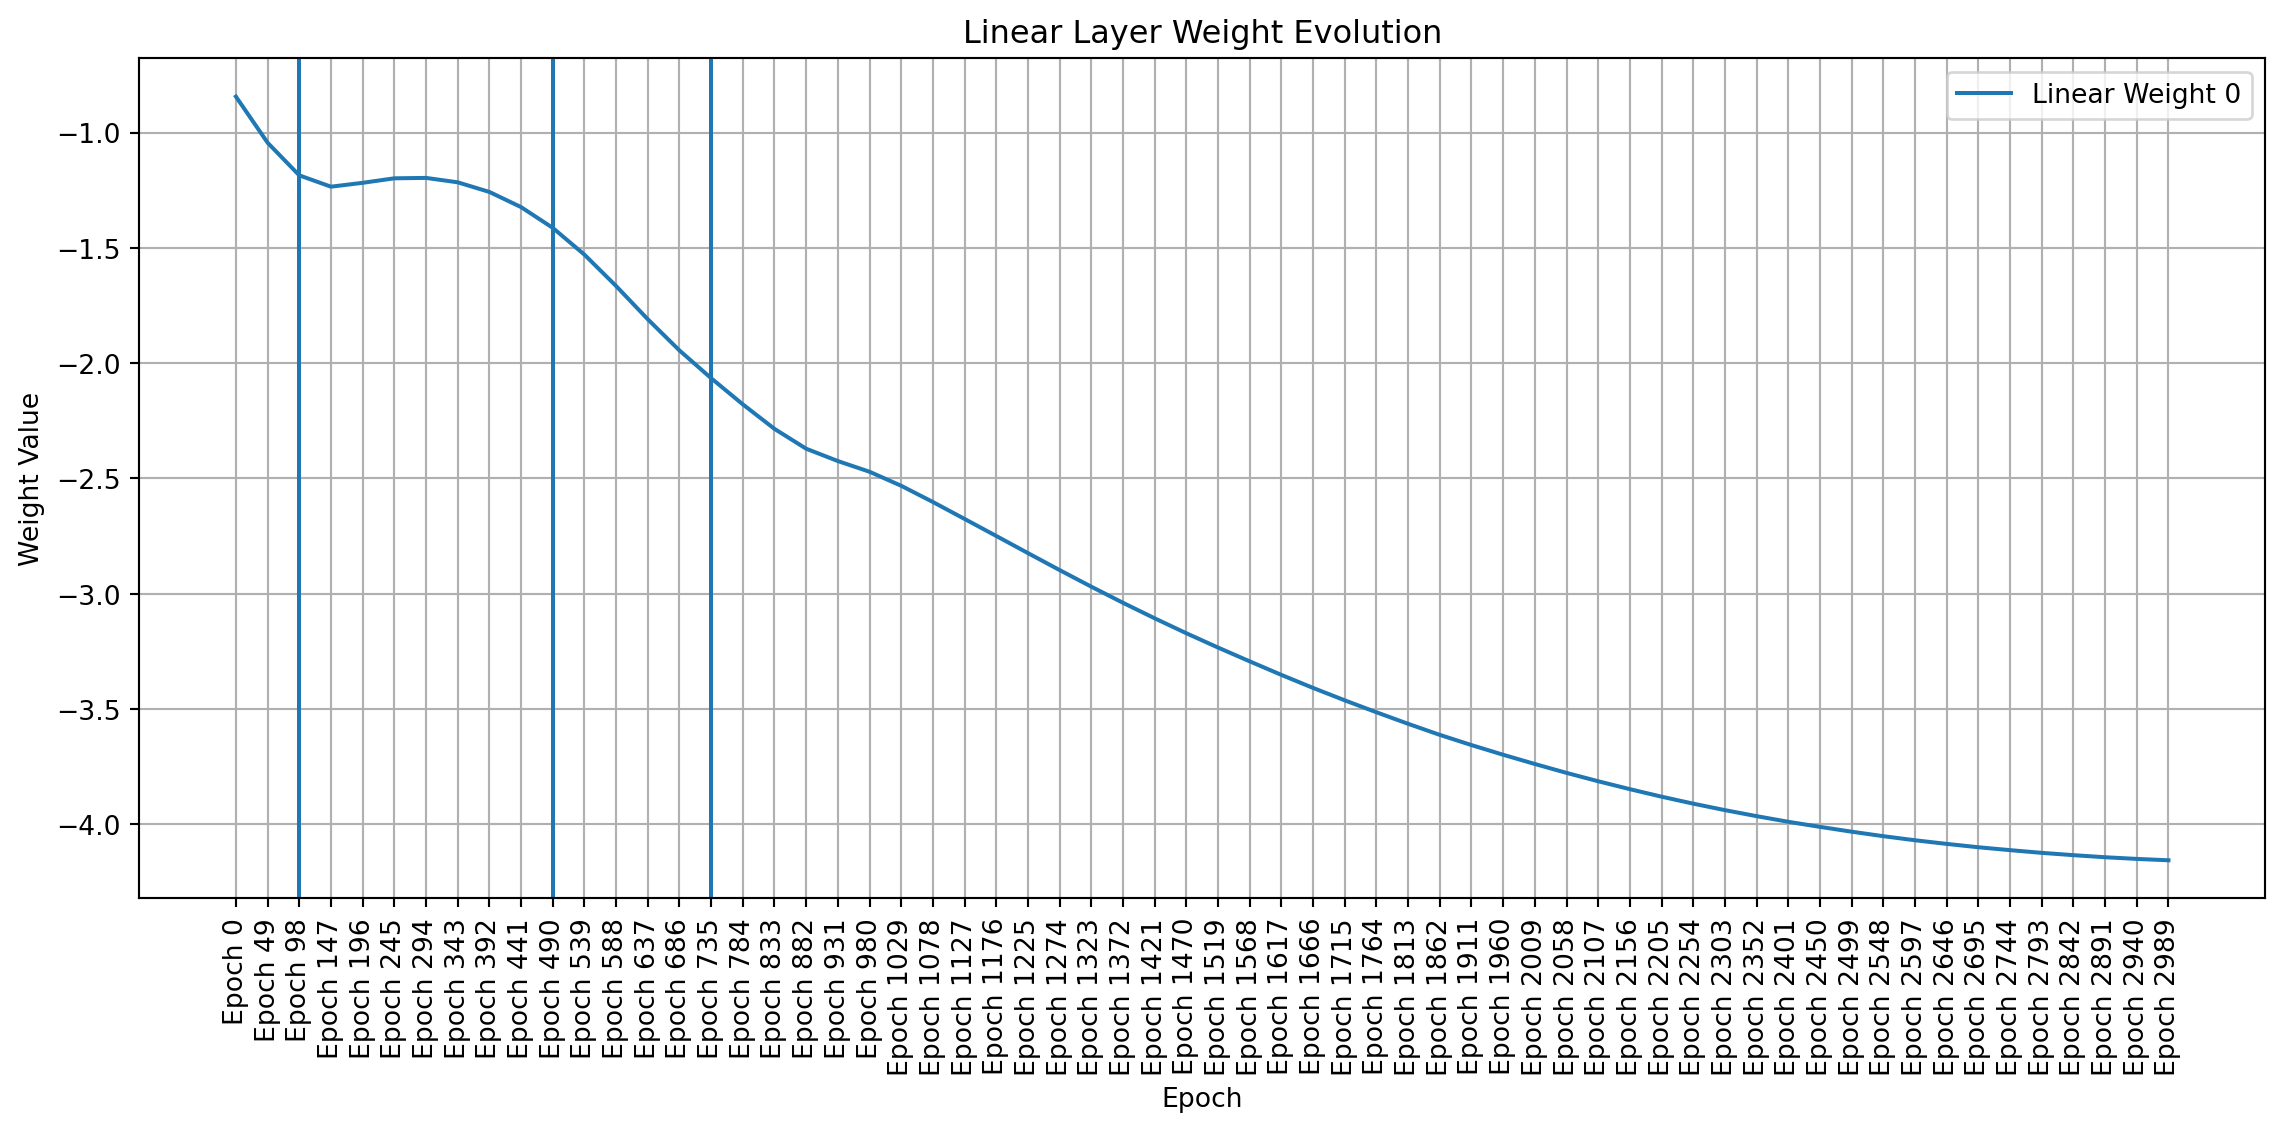 Linear Layer Weight Evolution
Linear Weight 0
Weight Value
−1.0
−1.5
−2.0
−2.5
−3.0
−3.5
−4.0
Epoch 0
Epoch 49
Epoch 98
Epoch 147
Epoch 196
Epoch 245
Epoch 294
Epoch 343
Epoch 392
Epoch 441
Epoch 490
Epoch 539
Epoch 588
Epoch 637
Epoch 686
Epoch 735
Epoch 784
Epoch 833
Epoch 882
Epoch 931
Epoch 980
Epoch 1029
Epoch 1078
Epoch 1127
Epoch 1176
Epoch 1225
Epoch 1274
Epoch 1323
Epoch 1372
Epoch 1421
Epoch 1470
Epoch 1519
Epoch 1568
Epoch 1617
Epoch 1666
Epoch 1715
Epoch 1764
Epoch 1813
Epoch 1862
Epoch 1911
Epoch 1960
Epoch 2009
Epoch 2058
Epoch 2107
Epoch 2156
Epoch 2205
Epoch 2254
Epoch 2303
Epoch 2352
Epoch 2401
Epoch 2450
Epoch 2499
Epoch 2548
Epoch 2597
Epoch 2646
Epoch 2695
Epoch 2744
Epoch 2793
Epoch 2842
Epoch 2891
Epoch 2940
Epoch 2989
Epoch